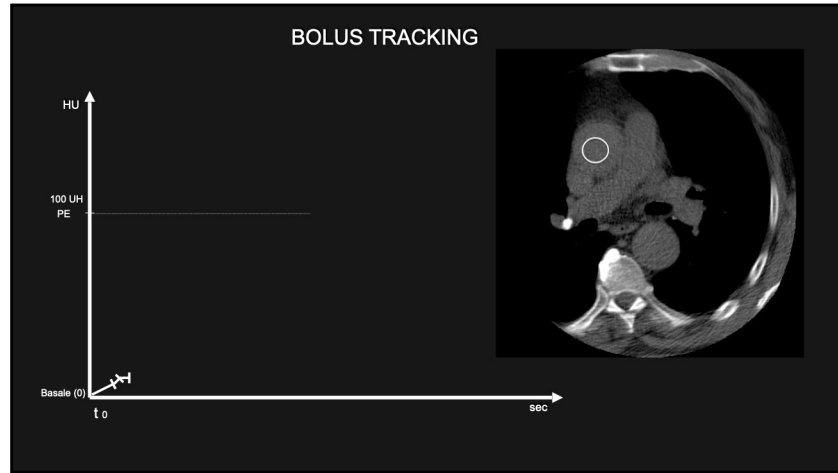 BOLUS TRACKING
HU
100 UH
PE
Basale (0)
t 0
sec